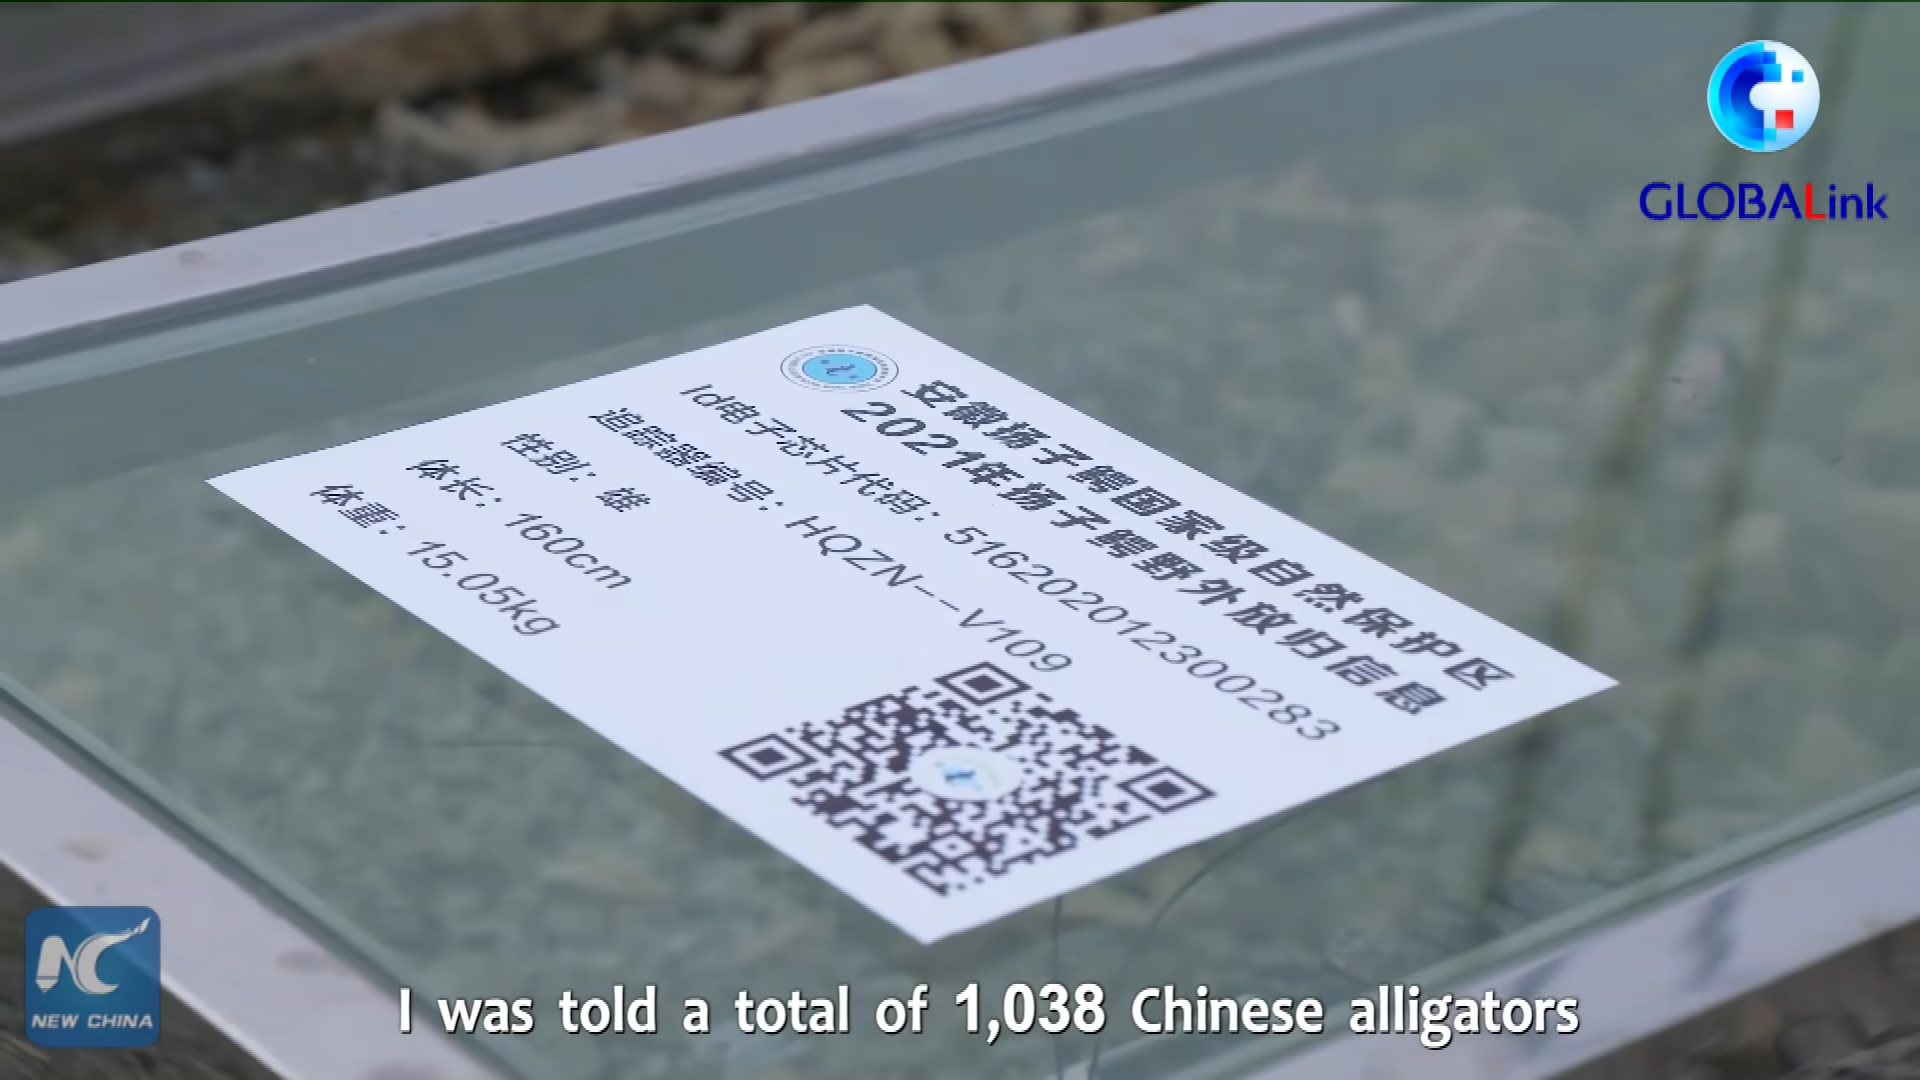 GLOBALink
安徽扬子鳄国家级自然保护区
2021年扬子鳄野外放归信息
Id电子芯片代码：516202012300283
追踪器编号：HQZN--V109
性别：雄
体长：160cm
体重：15.05kg
NEW CHINA
I was told a total of 1,038 Chinese alligators